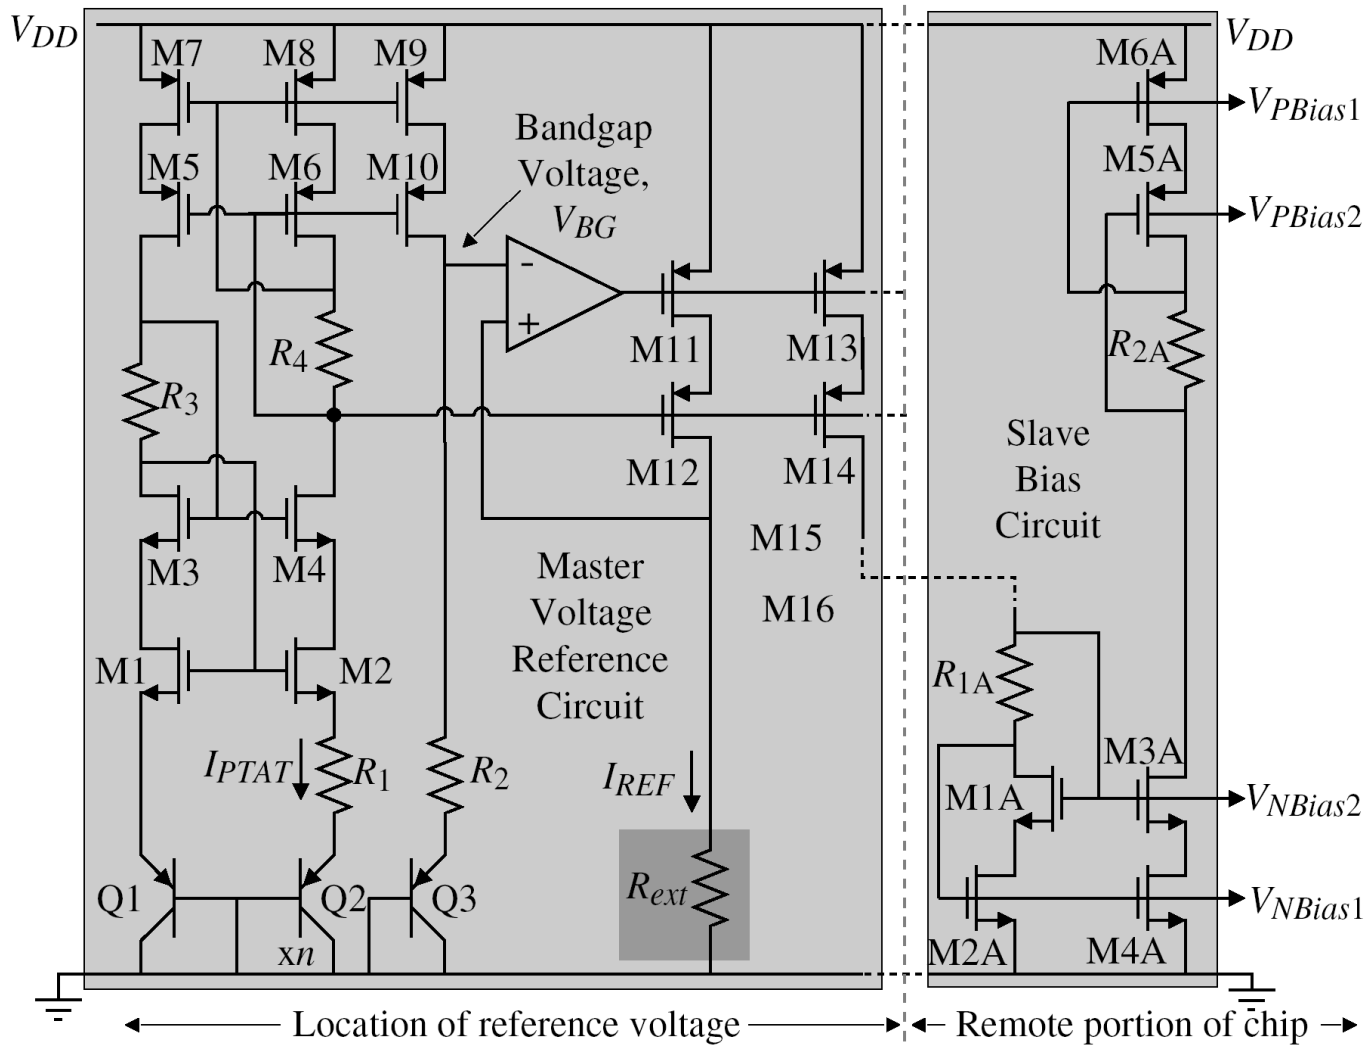 VDD
M7
M8
M9
M6A
VDD
VPBias1
Bandgap
Voltage,
VBG
M5
M6
M10
M5A
VPBias2
-
+
R4
M11
M13
R2A
R3
M12
M14
Slave
Bias
Circuit
M3
M4
M15
M16
Master
Voltage
Reference
Circuit
M1
M2
R1A
IPTAT
R1
R2
IREF
M3A
M1A
VNBias2
Q1
Q2
xn
Q3
Rext
VNBias1
M2A
M4A
Location of reference voltage
Remote portion of chip